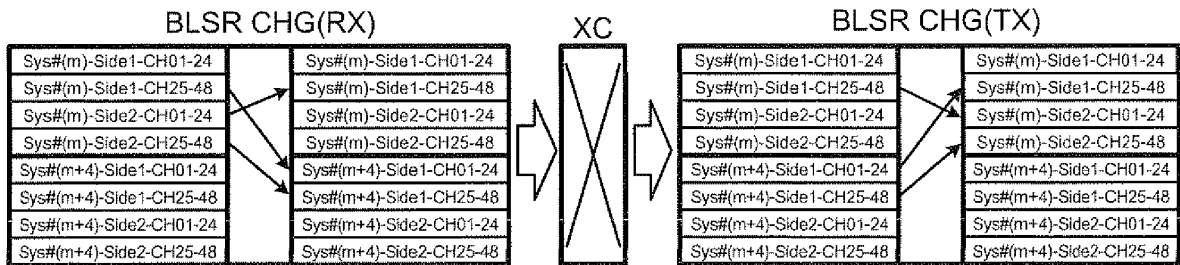 BLSR CHG(RX)
XC
BLSR CHG(TX)
Sys#(m)-Side1-CH01-24
Sys#(m)-Side1-CH25-48
Sys#(m)-Side2-CH01-24
Sys#(m)-Side2-CH25-48
Sys#(m+4)-Side1-CH01-24
Sys#(m+4)-Side1-CH25-48
Sys#(m+4)-Side2-CH01-24
Sys#(m+4)-Side2-CH25-48
Sys#(m)-Side1-CH01-24
Sys#(m)-Side1-CH25-48
Sys#(m)-Side2-CH01-24
Sys#(m)-Side2-CH25-48
Sys#(m+4)-Side1-CH01-24
Sys#(m+4)-Side1-CH25-48
Sys#(m+4)-Side2-CH01-24
Sys#(m+4)-Side2-CH25-48
Sys#(m)-Side1-CH01-24
Sys#(m)-Side1-CH25-48
Sys#(m)-Side2-CH01-24
Sys#(m)-Side2-CH25-48
Sys#(m+4)-Side1-CH01-24
Sys#(m+4)-Side1-CH25-48
Sys#(m+4)-Side2-CH01-24
Sys#(m+4)-Side2-CH25-48
Sys#(m)-Side1-CH01-24
Sys#(m)-Side1-CH25-48
Sys#(m)-Side2-CH01-24
Sys#(m)-Side2-CH25-48
Sys#(m+4)-Side1-CH01-24
Sys#(m+4)-Side1-CH25-48
Sys#(m+4)-Side2-CH01-24
Sys#(m+4)-Side2-CH25-48